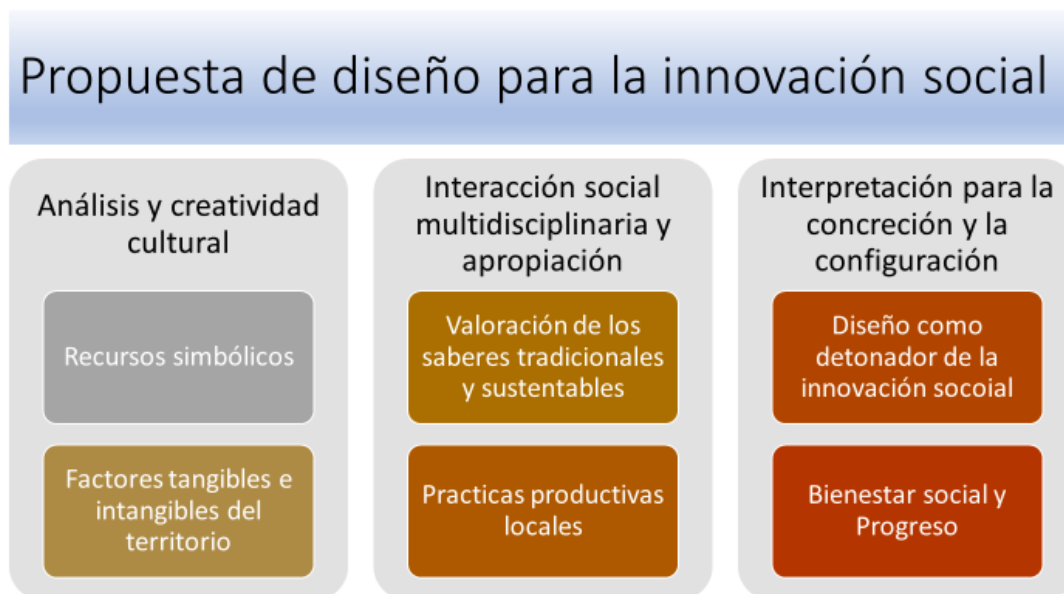 Propuesta de diseño para la innovación social
Análisis y creatividad
cultural
Recursos simbólicos
Factores tangibles e
intangibles del
territorio
Interacción social
multidisciplinaria y
apropiación
Valoración de los
saberes tradicionales
y sustentables
Practicas productivas
locales
Interpretación para la
concreción y la
configuración
Diseño como
detonador de la
innovación socoial
Bienestar social y
Progreso